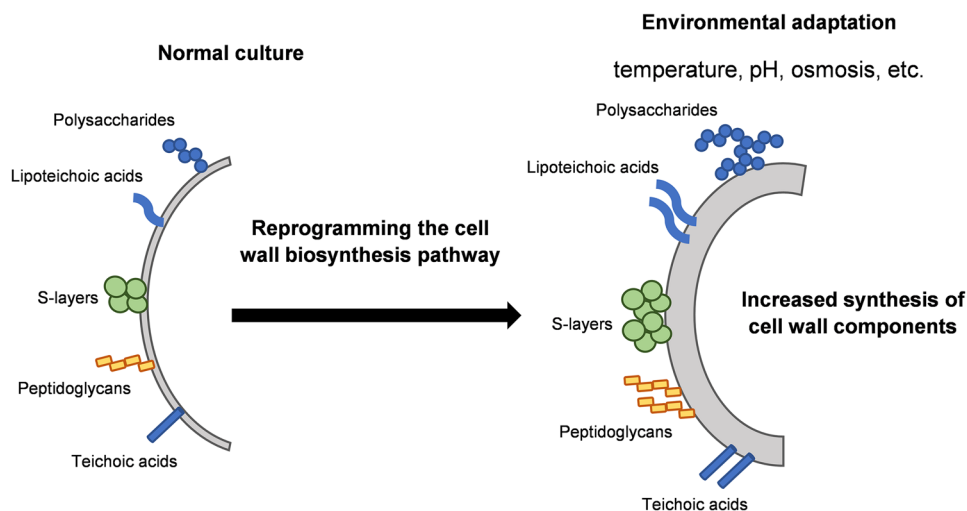 Normal culture
Polysaccharides
Lipoteichoic acids
S-layers
Peptidoglycans
Teichoic acids
Reprogramming the cell
wall biosynthesis pathway
Environmental adaptation
temperature, pH, osmosis, etc.
Polysaccharides
Lipoteichoic acids
S-layers
Peptidoglycans
Teichoic acids
Increased synthesis of
cell wall components